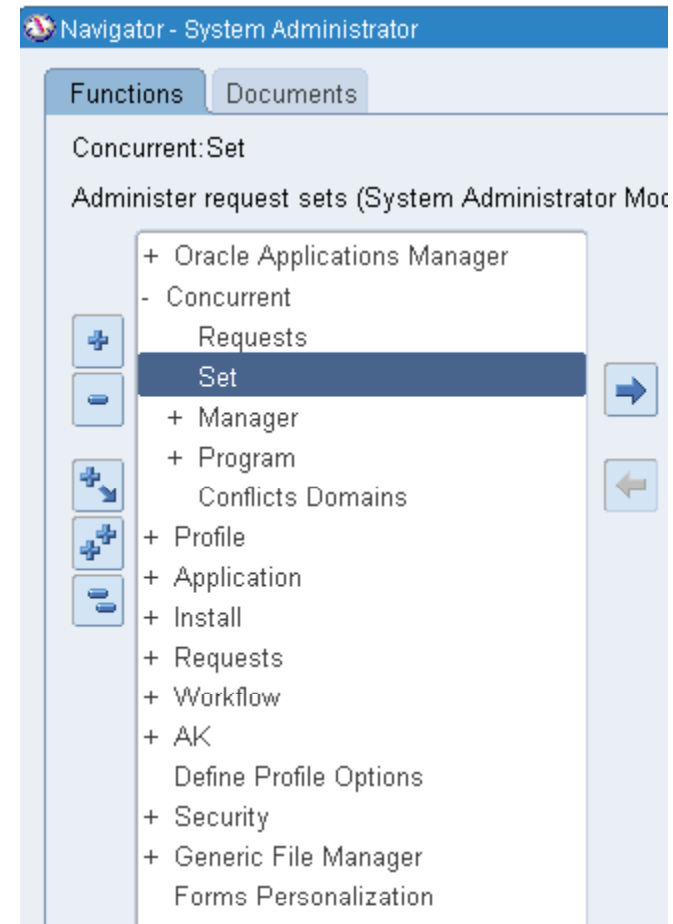 Navigator - System Administrator
Functions Documents
Concurrent:Set
Administer request sets (System Administrator
+ Oracle Applications Manager
- Concurrent
Requests
Set
+ Manager
+ Program
Conflicts Domains
+ Profile
+ Application
+ Install
+ Requests
+ Workflow
+ AK
Define Profile Options
+ Security
+ Generic File Manager
Forms Personalization